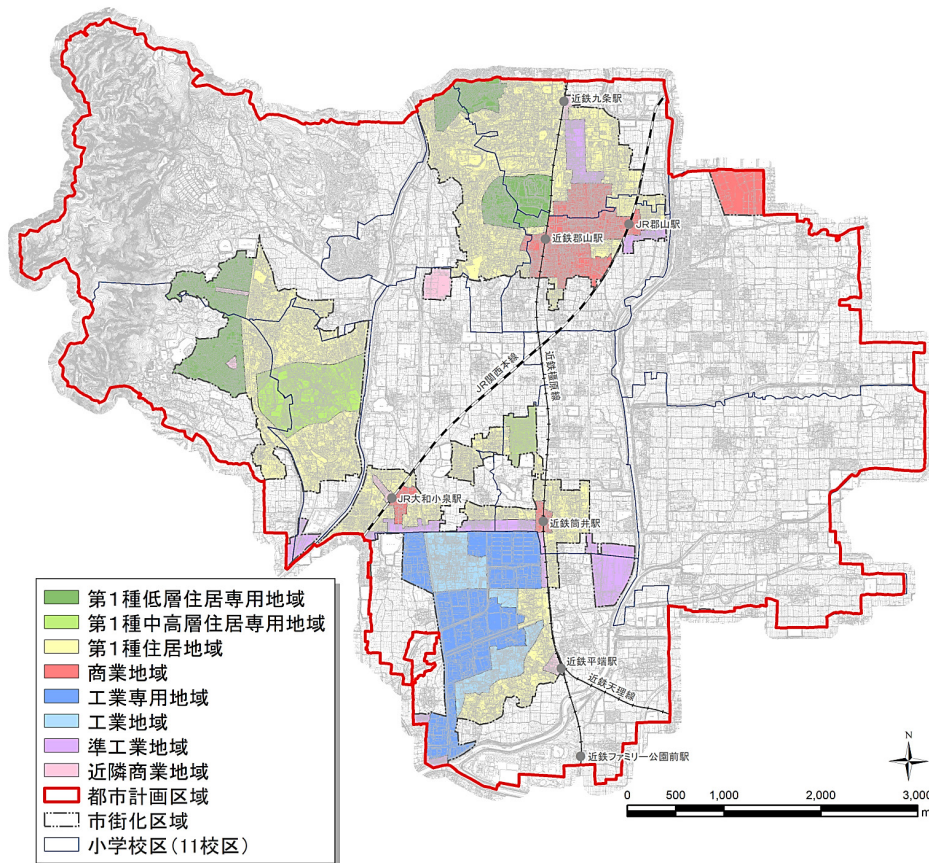 近鉄九条駅
JR郡山駅
近鉄郡山駅
JR関西本線
近鉄橿原線
JR大和小泉駅
近鉄筒井駅
近鉄平端駅
近鉄天理線
近鉄ファミリー公園前駅
第1種低層住居専用地域
第1種中高層住居専用地域
第1種住居地域
商業地域
工業専用地域
工業地域
準工業地域
近隣商業地域
都市計画区域
市街化区域
小学校区(11校区)
N
0 500 1,000 2,000 3,000
m